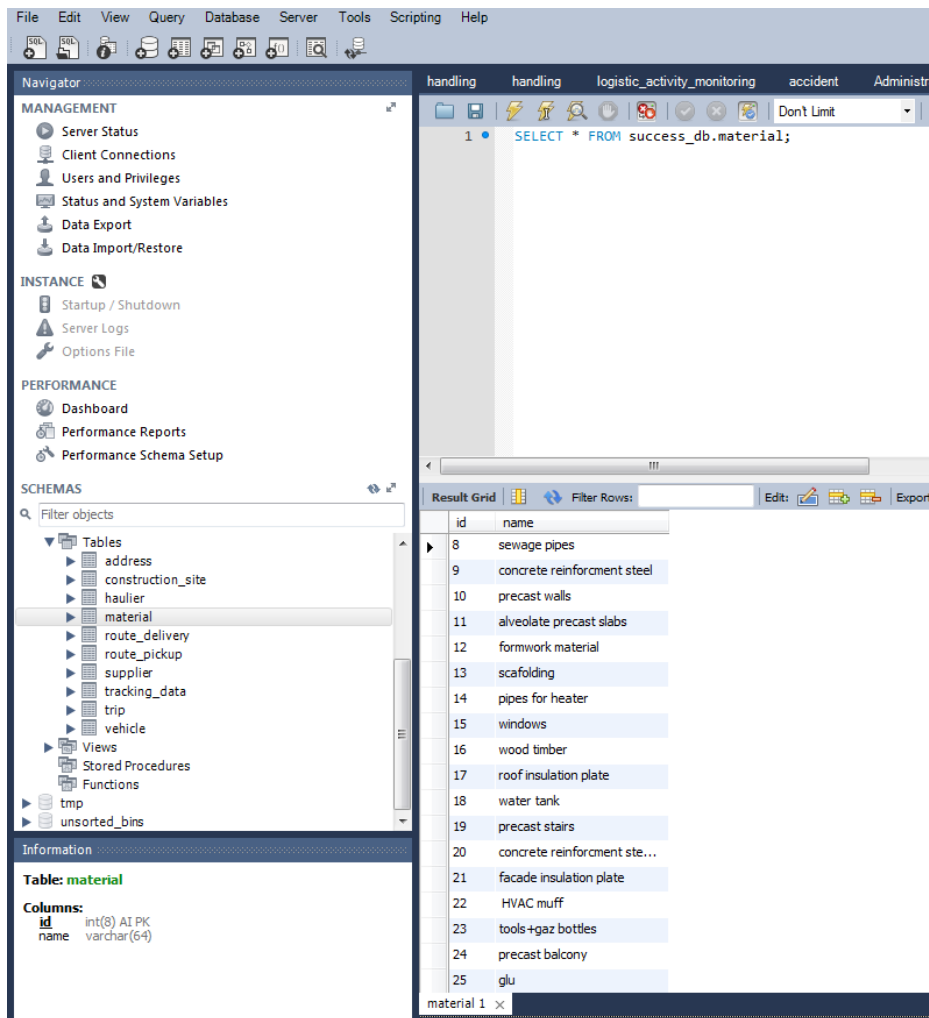 File Edit View Query Database Server Tools Scripting Help
SQL SQL
Navigator
MANAGEMENT
Server Status
Client Connections
Users and Privileges
Status and System Variables
Data Export
Data Import/Restore
INSTANCE
Startup / Shutdown
Server Logs
Options File
PERFORMANCE
Dashboard
Performance Reports
Performance Schema Setup
SCHEMAS
Filter objects
Tables
address
construction_site
haulier
material
route_delivery
route_pickup
supplier
tracking_data
trip
vehicle
Views
Stored Procedures
Functions
tmp
unsorted_bins
Information
Table: material
Columns:
id int(8) AI PK
name varchar(64)
handling handling logistic_activity_monitoring accident Administr
Don't Limit
1 SELECT * FROM success_db.material;
Result Grid Filter Rows: Edit: Export
id name
8 sewage pipes
9 concrete reinforcment steel
10 precast walls
11 alveolate precast slabs
12 formwork material
13 scafolding
14 pipes for heater
15 windows
16 wood timber
17 roof insulation plate
18 water tank
19 precast stairs
20 concrete reinforcment ste...
21 facade insulation plate
22 HVAC muff
23 tools+gaz bottles
24 precast balcony
25 glu
material 1